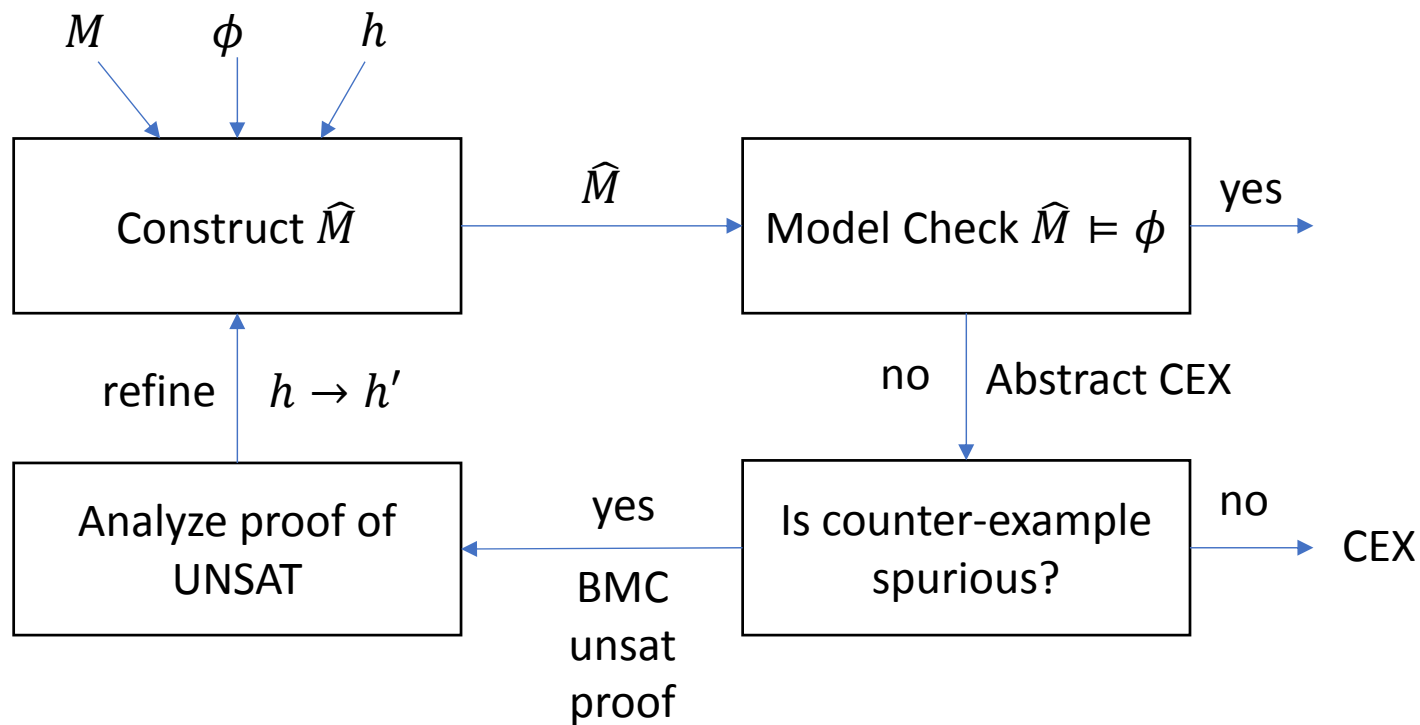 M
ϕ
h
Construct M̂
M̂
Model Check M̂ ⊨ ϕ
yes
refine h → h′
no Abstract CEX
Analyze proof of
UNSAT
yes
BMC
unsat
proof
Is counter-example
spurious?
no
CEX